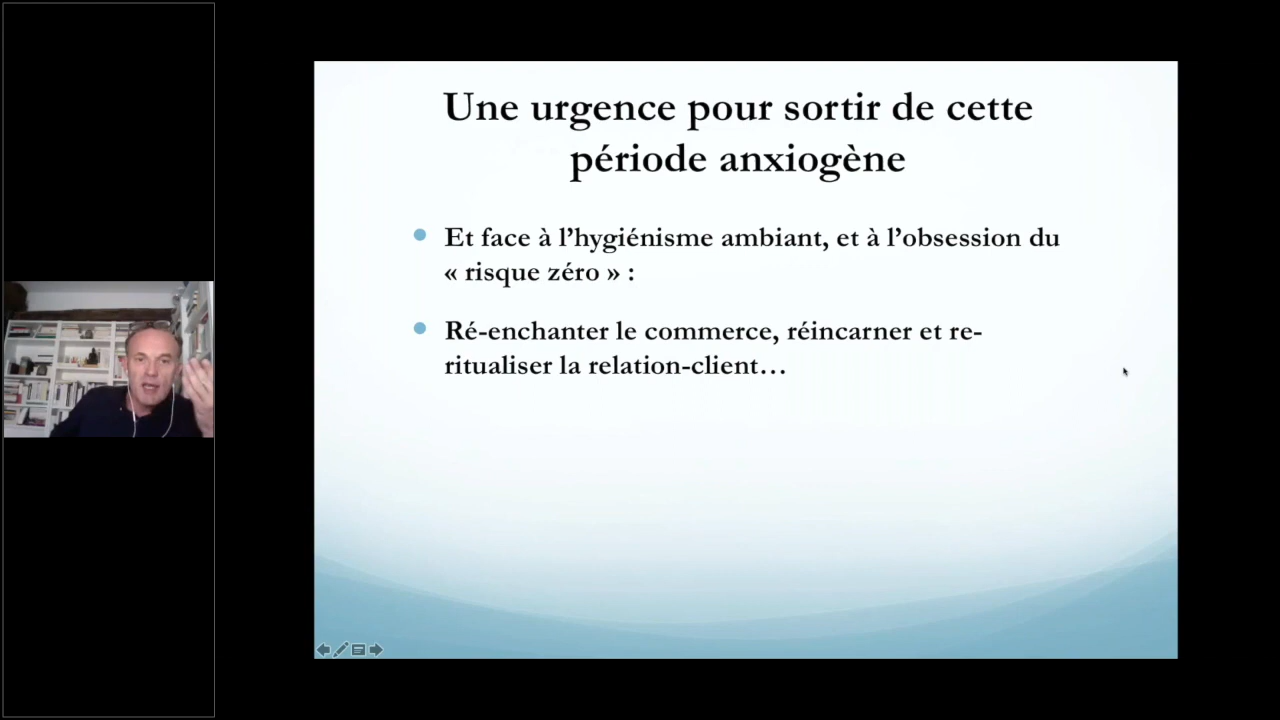 Une urgence pour sortir de cette
période anxiogène
Et face à l’hygiénisme ambiant, et à l’obsession du
« risque zéro » :
Ré-enchanter le commerce, réincarner et re-
ritualiser la relation-client…